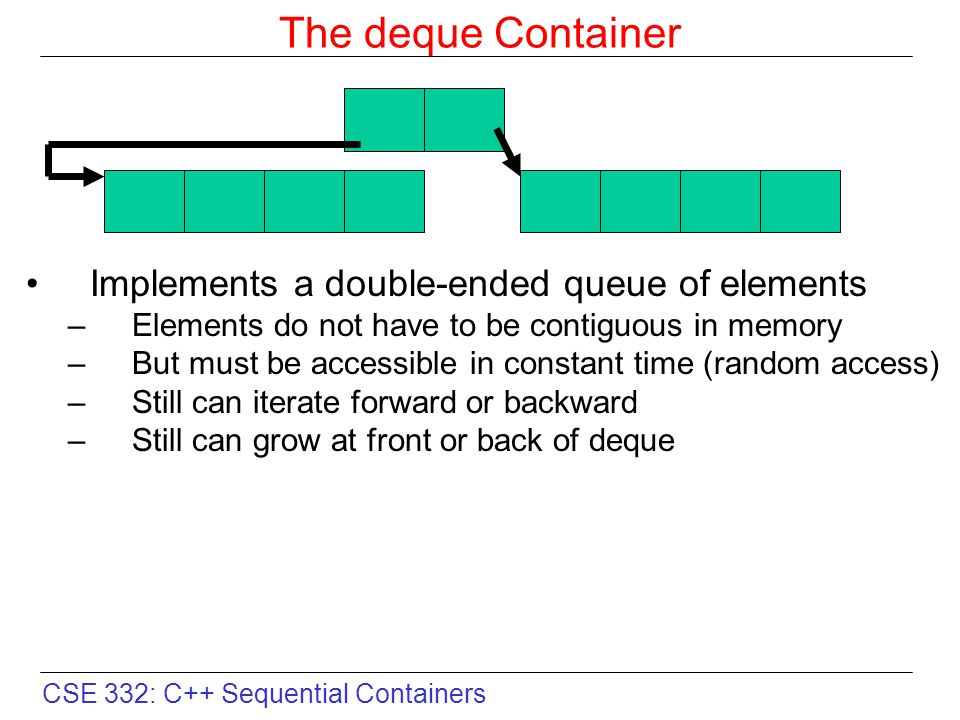 The deque Container
• Implements a double-ended queue of elements
– Elements do not have to be contiguous in memory
– But must be accessible in constant time (random access)
– Still can iterate forward or backward
– Still can grow at front or back of deque
CSE 332: C++ Sequential Containers